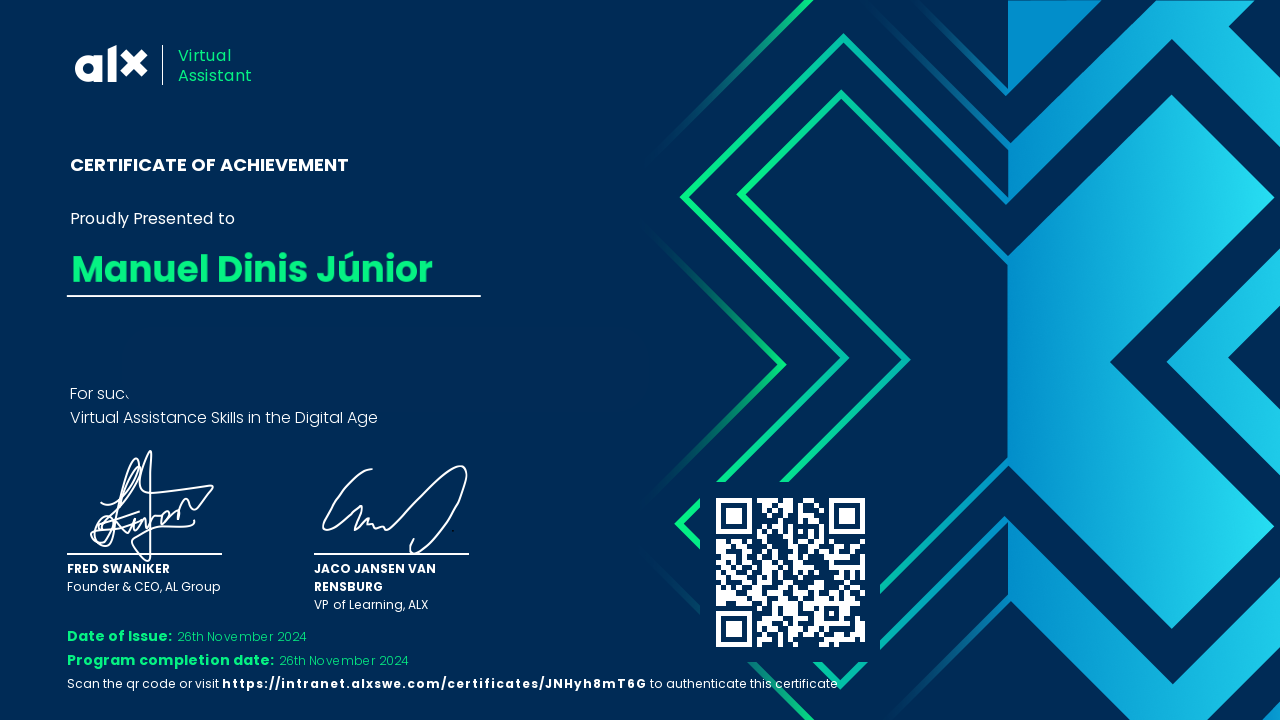 alx
Virtual
Assistant
CERTIFICATE OF ACHIEVEMENT
Proudly Presented to
Manuel Dinis Júnior
For
Virtual Assistance Skills in the Digital Age
FRED SWANIKER
Founder & CEO, AL Group
JACO JANSEN VAN
RENSBURG
VP of Learning, ALX
Date of Issue: 26th November 2024
Program completion date: 26th November 2024
Scan the qr code or visit https://intranet.alxswe.com/certificates/JNHyh8mT6G to authenticate this certificate